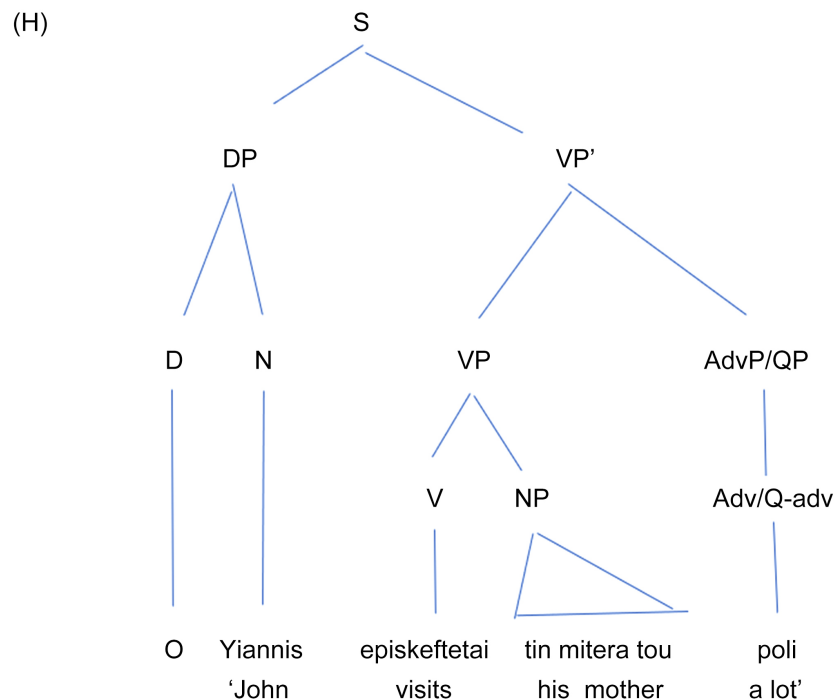 (H) S
DP VP’
D N VP AdvP/QP
V NP Adv/Q-adv
O Yiannis episkeftetai tin mitera tou poli
‘John visits his mother a lot’